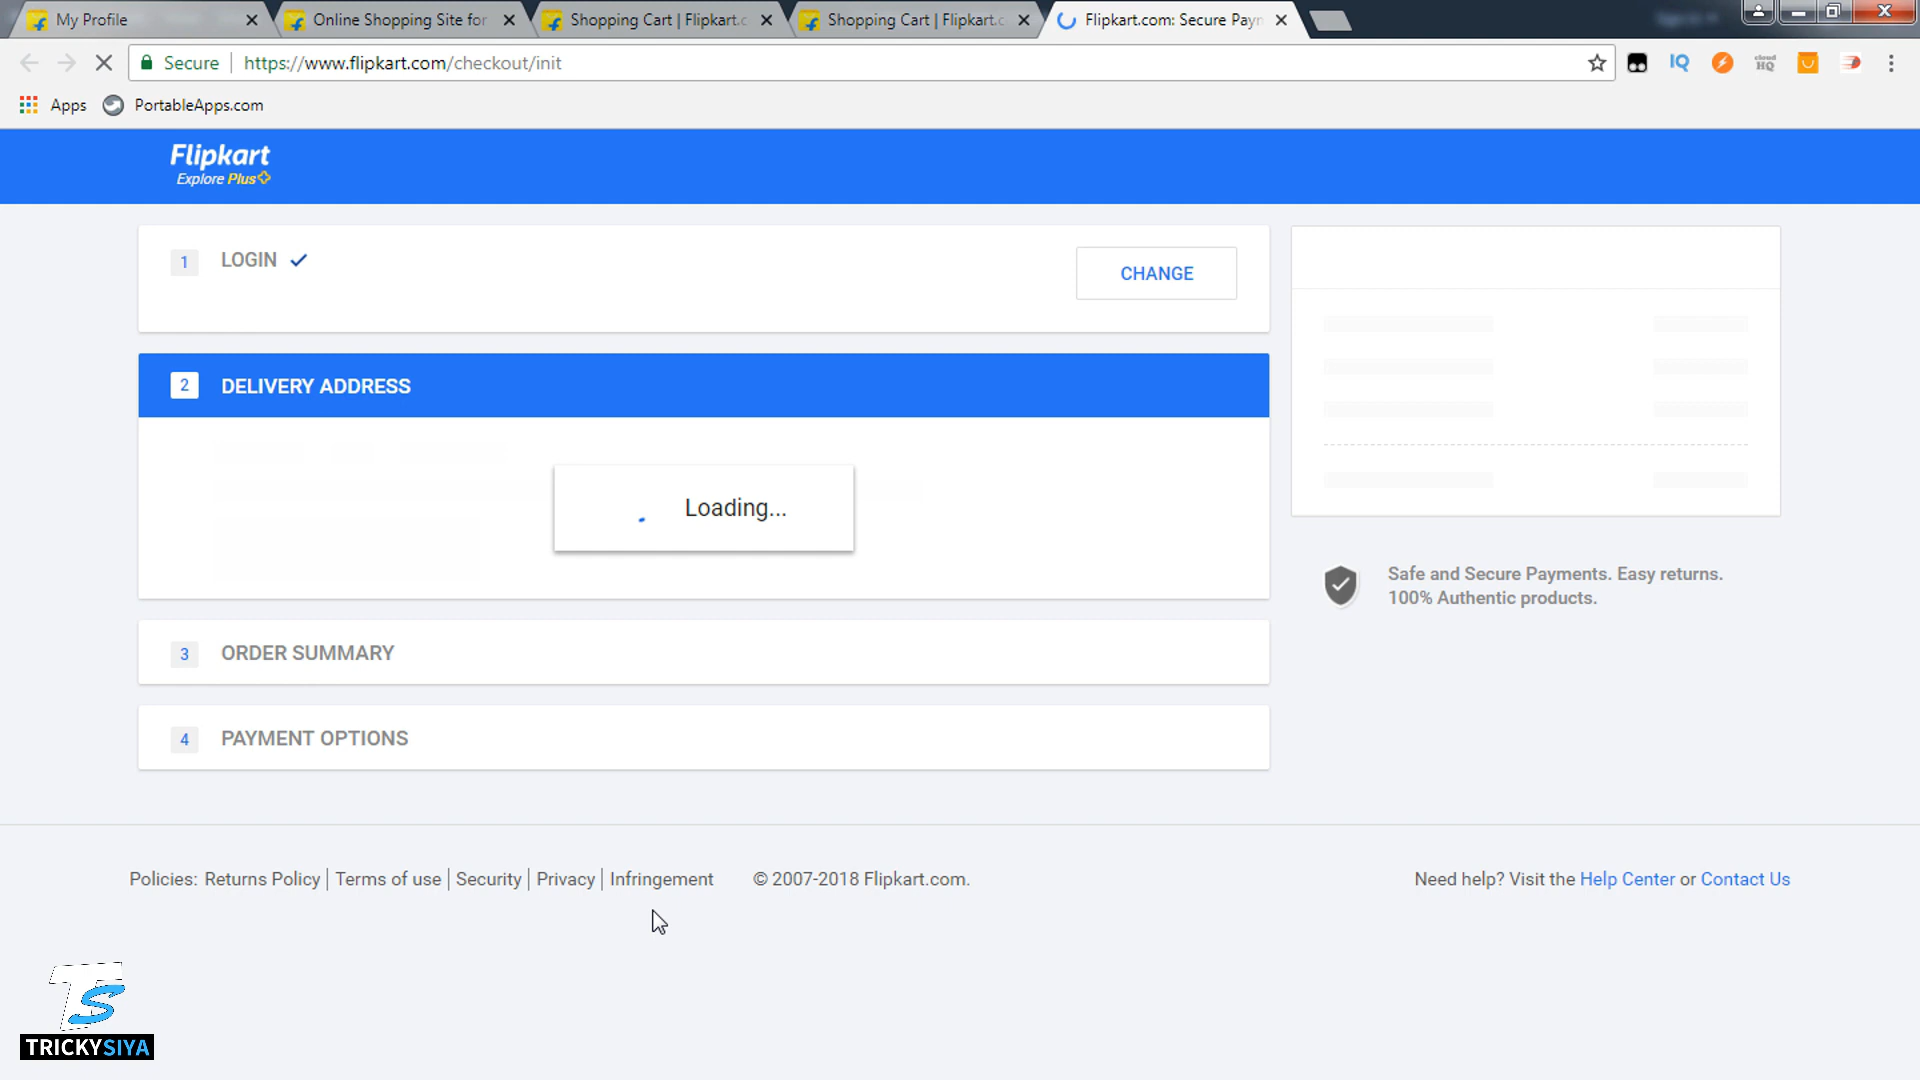 My Profile
Online Shopping Site for
Shopping Cart | Flipkart.c
Shopping Cart | Flipkart.c
Flipkart.com: Secure Payn
Secure
https://www.flipkart.com/checkout/init
IQ
cloud
HQ
Apps
PortableApps.com
Flipkart
Explore Plus
1 LOGIN
CHANGE
2 DELIVERY ADDRESS
Loading...
3 ORDER SUMMARY
4 PAYMENT OPTIONS
Safe and Secure Payments. Easy returns.
100% Authentic products.
Policies: Returns Policy | Terms of use | Security | Privacy | Infringement
© 2007-2018 Flipkart.com.
Need help? Visit the Help Center or Contact Us
TS
TRICKYSIYA